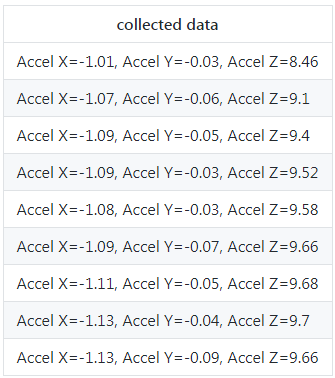 collected data
Accel X=-1.01, Accel Y=-0.03, Accel Z=8.46
Accel X=-1.07, Accel Y=-0.06, Accel Z=9.1
Accel X=-1.09, Accel Y=-0.05, Accel Z=9.4
Accel X=-1.09, Accel Y=-0.03, Accel Z=9.52
Accel X=-1.08, Accel Y=-0.03, Accel Z=9.58
Accel X=-1.09, Accel Y=-0.07, Accel Z=9.66
Accel X=-1.11, Accel Y=-0.05, Accel Z=9.68
Accel X=-1.13, Accel Y=-0.04, Accel Z=9.7
Accel X=-1.13, Accel Y=-0.09, Accel Z=9.66